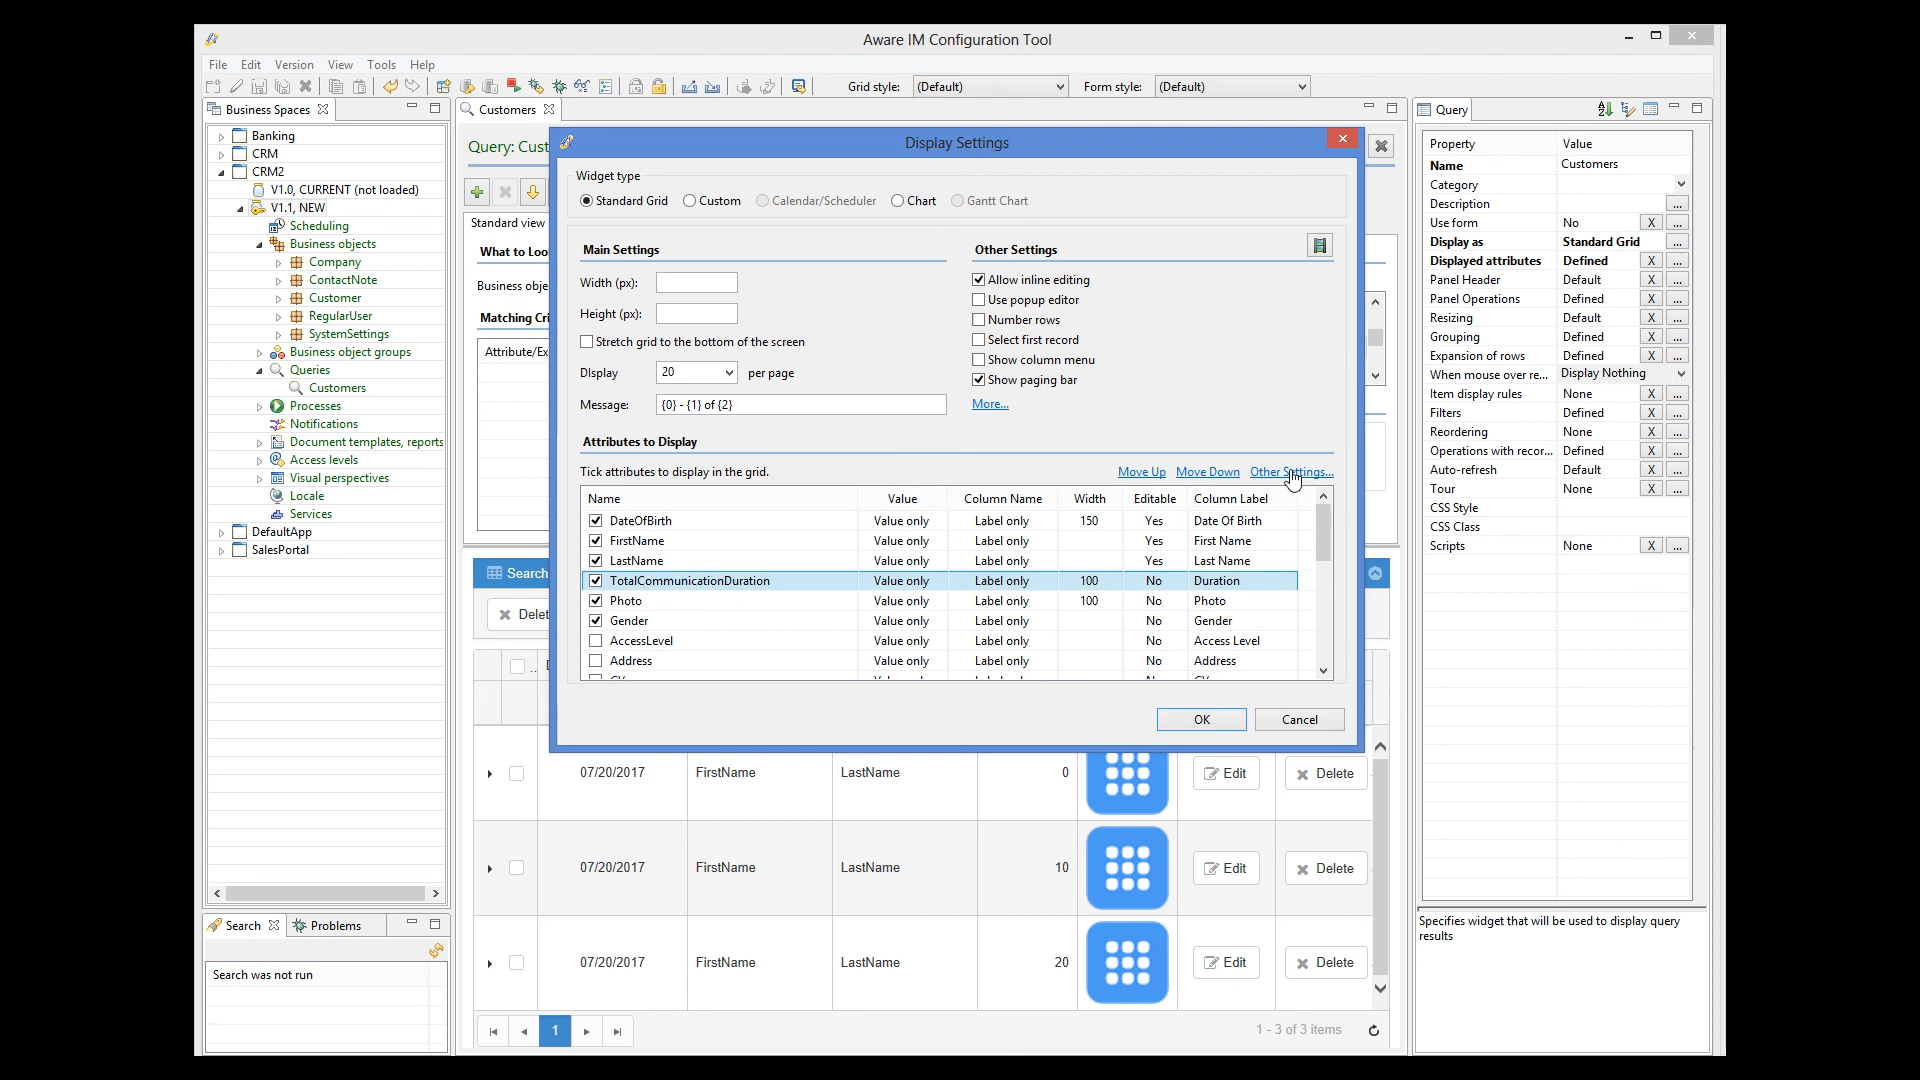 Aware IM Configuration Tool
File Edit Version View Tools Help
Grid style: (Default) Form style: (Default)
Business Spaces
Banking
CRM
CRM2
V1.0, CURRENT (not loaded)
V1.1, NEW
Scheduling
Business objects
Company
ContactNote
Customer
RegularUser
SystemSettings
Business object groups
Queries
Customers
Processes
Notifications
Document templates, reports
Access levels
Visual perspectives
Locale
Services
DefaultApp
SalesPortal
Search Problems
Search was not run
Customers
Query: Cust
Standard view
What to Loo
Business obje
Matching Cri
Attribute/Ex
Search
Delet
Display Settings
Widget type
Standard Grid Custom Calendar/Scheduler Chart Gantt Chart
Main Settings
Width (px):
Height (px):
Stretch grid to the bottom of the screen
DIsplay 20 per page
Message: {0} - {1} of {2}
Other Settings
Allow inline editing
Use popup editor
Number rows
Select first record
Show column menu
Show paging bar
More...
Attributes to Display
Tick attributes to display in the grid. Move Up Move Down Other Settings...
Name Value Column Name Width Editable Column Label
DateOfBirth Value only Label only 150 Yes Date Of Birth
FirstName Value only Label only Yes First Name
LastName Value only Label only Yes Last Name
TotalCommunicationDuration Value only Label only 100 No Duration
Photo Value only Label only 100 No Photo
Gender Value only Label only No Gender
AccessLevel Value only Label only No Access Level
Address Value only Label only No Address
OK Cancel
07/20/2017 FirstName LastName 0 Edit Delete
07/20/2017 FirstName LastName 10 Edit Delete
07/20/2017 FirstName LastName 20 Edit Delete
1 1 - 3 of 3 items
Query
Property Value
Name Customers
Category
Description ...
Use form No X ...
Display as Standard Grid ...
Displayed attributes Defined X ...
Panel Header Default X ...
Panel Operations Defined X ...
Resizing Default X ...
Grouping Defined X ...
Expansion of rows Defined X ...
When mouse over re... Display Nothing
Item display rules None X ...
Filters Defined X ...
Reordering None X ...
Operations with recor... Defined X ...
Auto-refresh Default X ...
Tour None X ...
CSS Style
CSS Class
Scripts None X ...
Specifies widget that will be used to display query
results